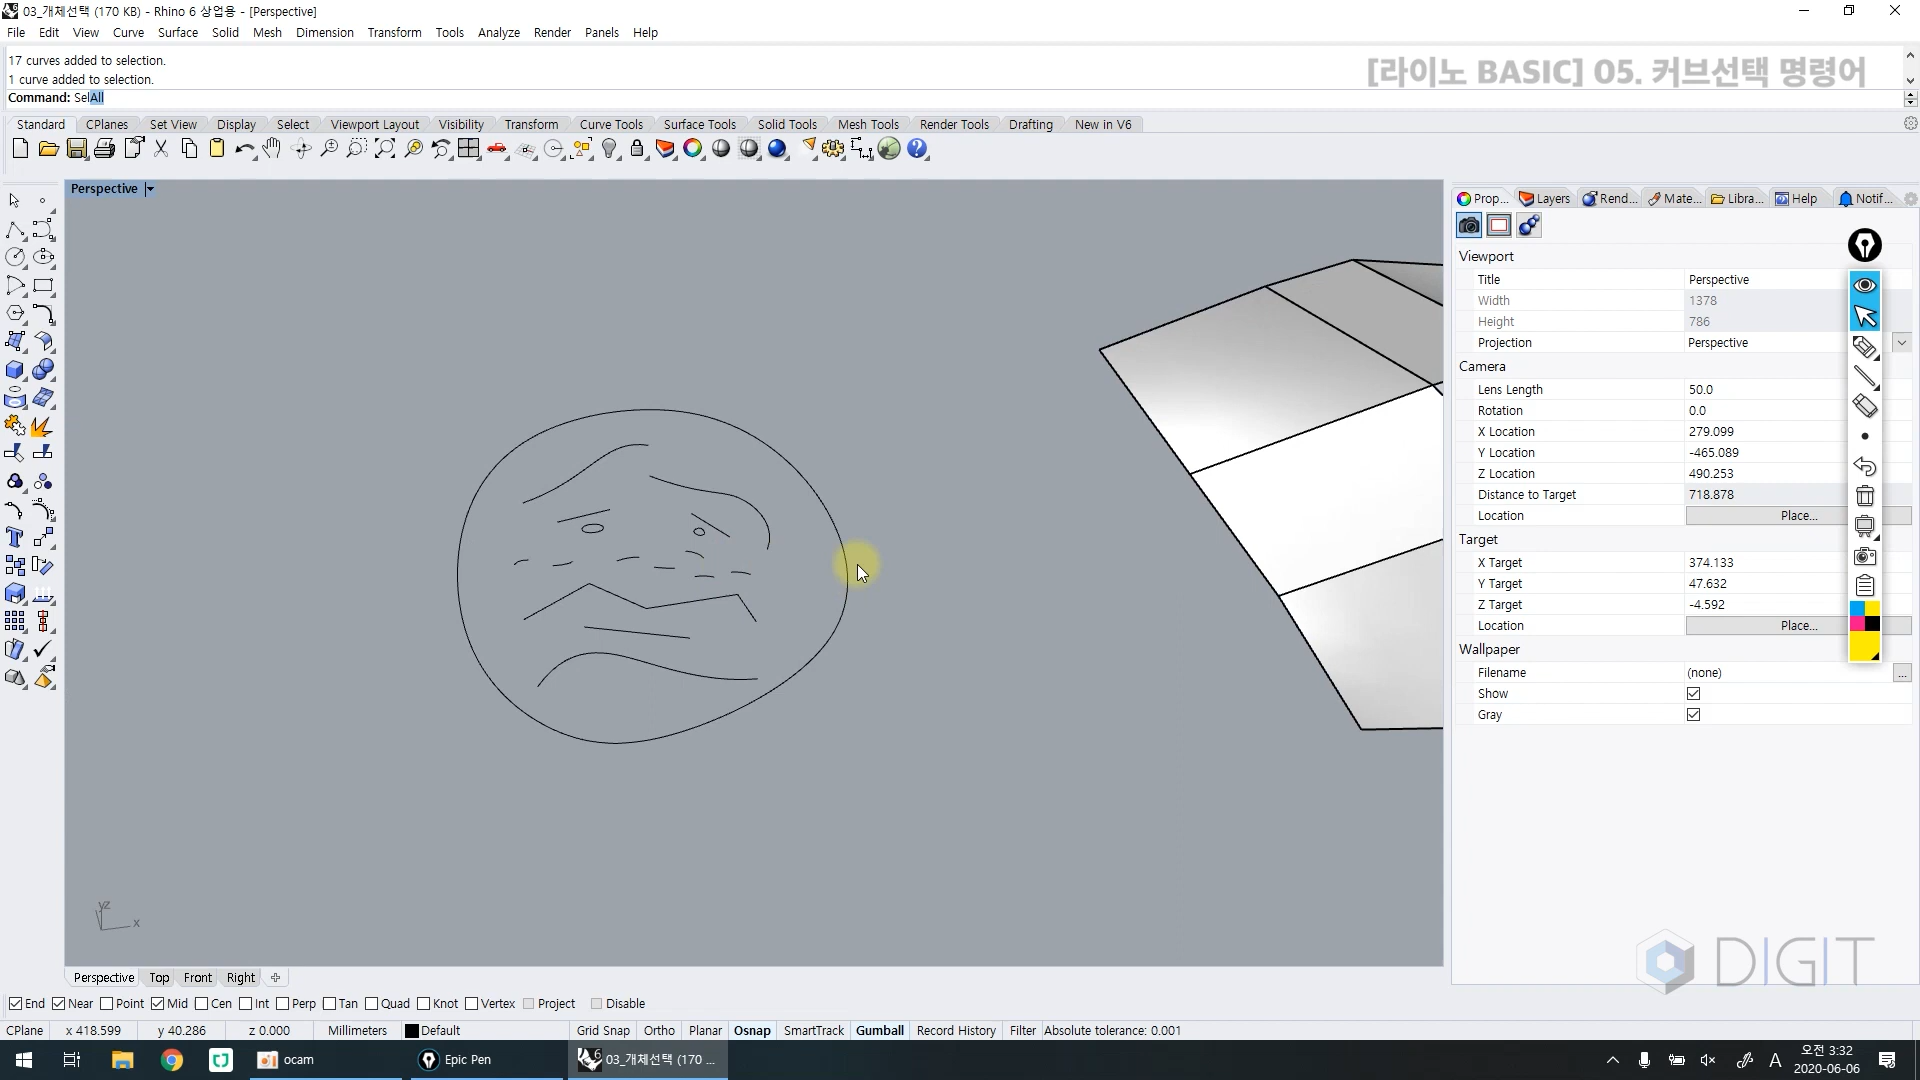 03_개체선택 (170 KB) - Rhino 6 상업용 - [Perspective]
File Edit View Curve Surface Solid Mesh Dimension Transform Tools Analyze Render Panels Help
17 curves added to selection.
1 curve added to selection.
[라이노 BASIC] 05. 커브선택 명령어
Command: SelAll
Standard CPlanes Set View Display Select Viewport Layout Visibility Transform Curve Tools Surface Tools Solid Tools Mesh Tools Render Tools Drafting New in V6
Perspective
Prop... Layers Rend... Mate... Libra... Help Notif...
Viewport
Title Perspective
Width 1378
Height 786
Projection Perspective
Camera
Lens Length 50.0
Rotation 0.0
X Location 279.099
Y Location -465.089
Z Location 490.253
Distance to Target 718.878
Location Place...
Target
X Target 374.133
Y Target 47.632
Z Target -4.592
Location Place...
Wallpaper
Filename (none) ...
Show
Gray
yz
x
DIGIT
Perspective Top Front Right
End Near Point Mid Cen Int Perp Tan Quad Knot Vertex Project Disable
CPlane x 418.599 y 40.286 z 0.000 Millimeters Default Grid Snap Ortho Planar Osnap SmartTrack Gumball Record History Filter Absolute tolerance: 0.001
ocam Epic Pen 03_개체선택 (170 ... A 오전 3:32
2020-06-06